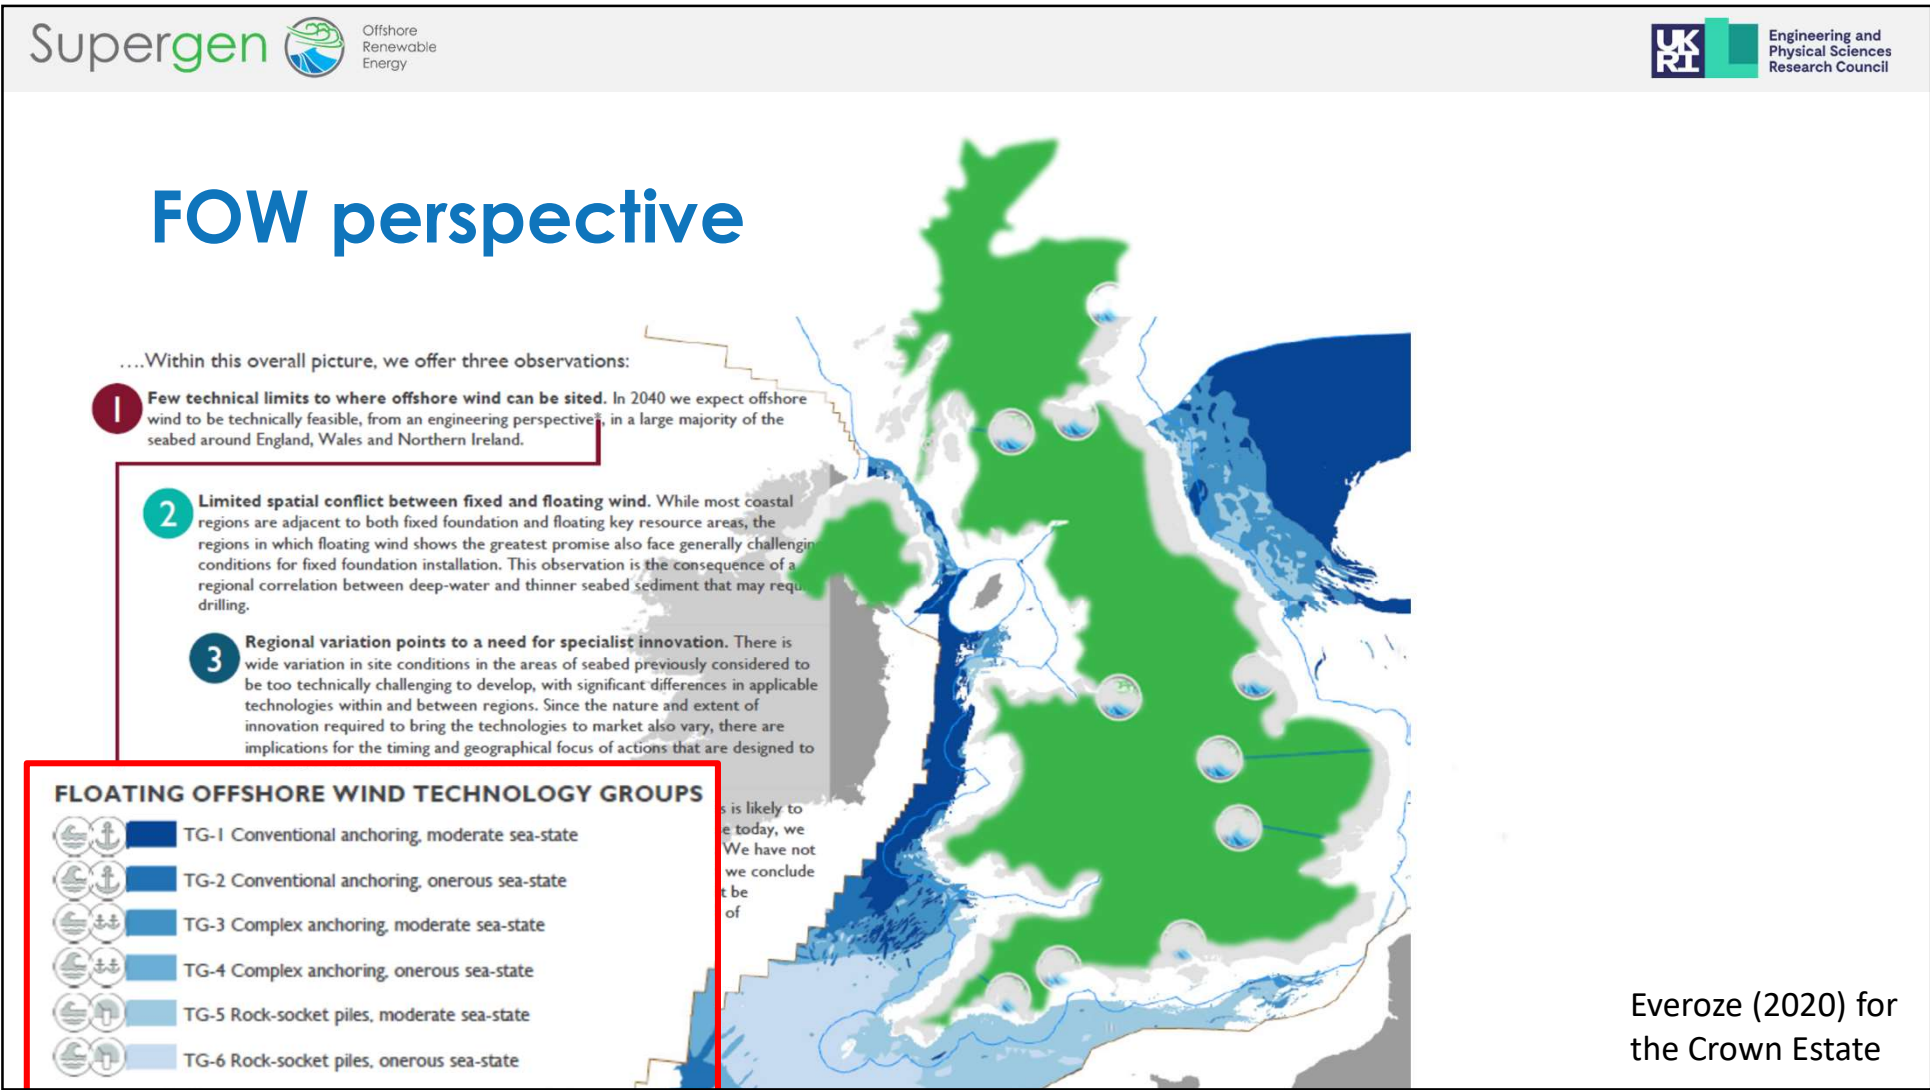 Supergen
Offshore
Renewable
Energy
UK
RI
Engineering and
Physical Sciences
Research Council
FOW perspective
....Within this overall picture, we offer three observations:
1
Few technical limits to where offshore wind can be sited. In 2040 we expect offshore
wind to be technically feasible, from an engineering perspective*, in a large majority of the
seabed around England, Wales and Northern Ireland.
2
Limited spatial conflict between fixed and floating wind. While most coastal
regions are adjacent to both fixed foundation and floating key resource areas, the
regions in which floating wind shows the greatest promise also face generally challengin
conditions for fixed foundation installation. This observation is the consequence of a
regional correlation between deep-water and thinner seabed sediment that may requ
drilling.
3
Regional variation points to a need for specialist innovation. There is
wide variation in site conditions in the areas of seabed previously considered to
be too technically challenging to develop, with significant differences in applicable
technologies within and between regions. Since the nature and extent of
innovation required to bring the technologies to market also vary, there are
implications for the timing and geographical focus of actions that are designed to
s is likely to
e today, we
We have not
we conclude
t be
of
FLOATING OFFSHORE WIND TECHNOLOGY GROUPS
TG-1 Conventional anchoring, moderate sea-state
TG-2 Conventional anchoring, onerous sea-state
TG-3 Complex anchoring, moderate sea-state
TG-4 Complex anchoring, onerous sea-state
TG-5 Rock-socket piles, moderate sea-state
TG-6 Rock-socket piles, onerous sea-state
Everoze (2020) for
the Crown Estate